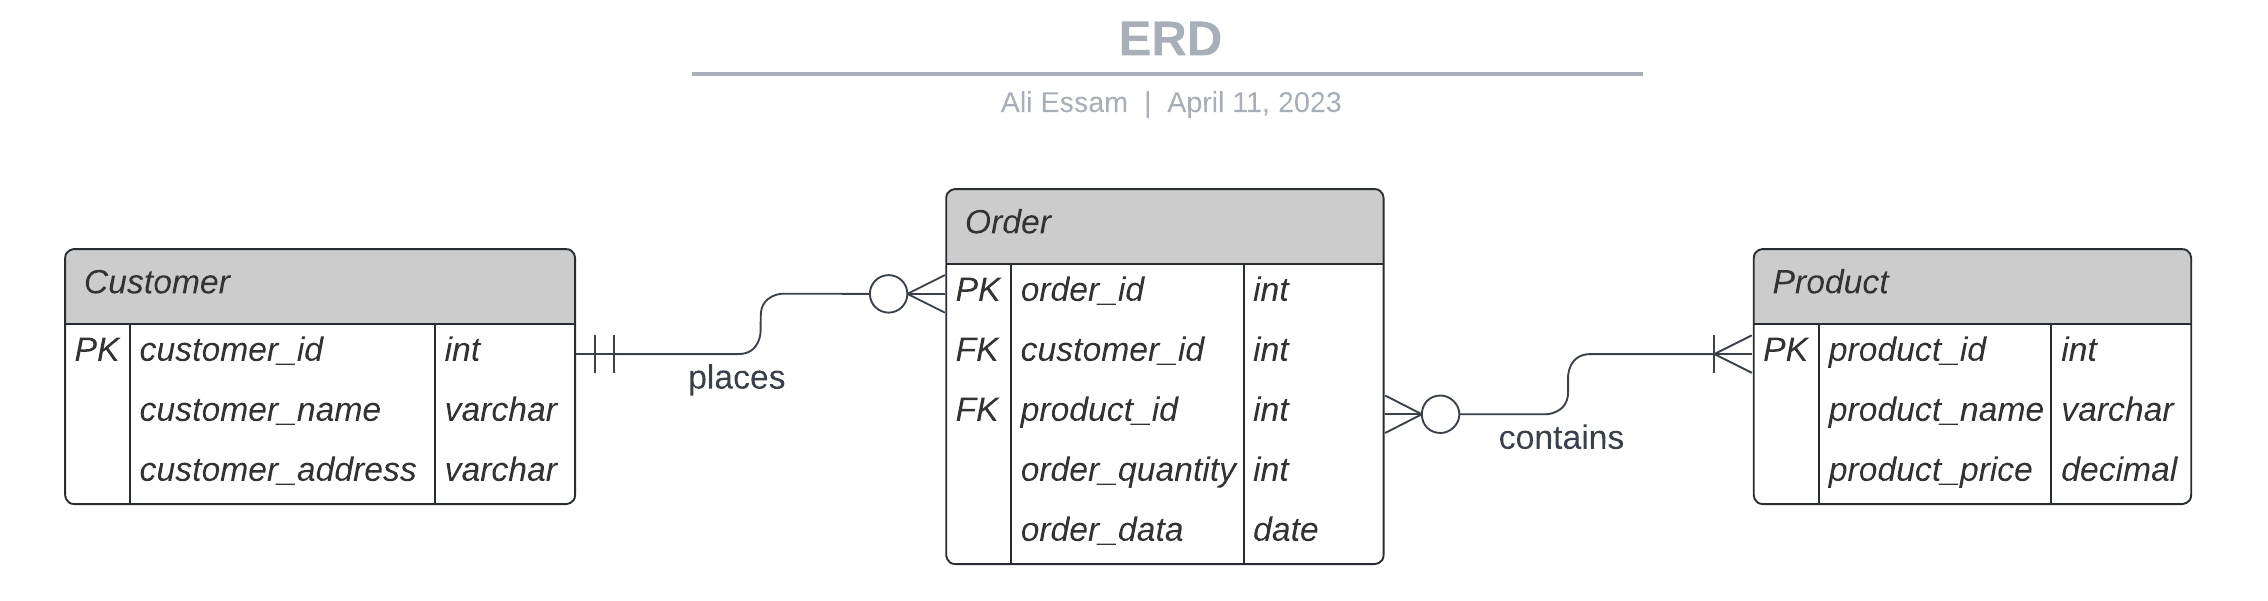 ERD
Ali Essam | April 11, 2023
Customer
PK customer_id int
customer_name varchar
customer_address varchar
places
Order
PK order_id int
FK customer_id int
FK product_id int
order_quantity int
order_data date
contains
Product
PK product_id int
product_name varchar
product_price decimal